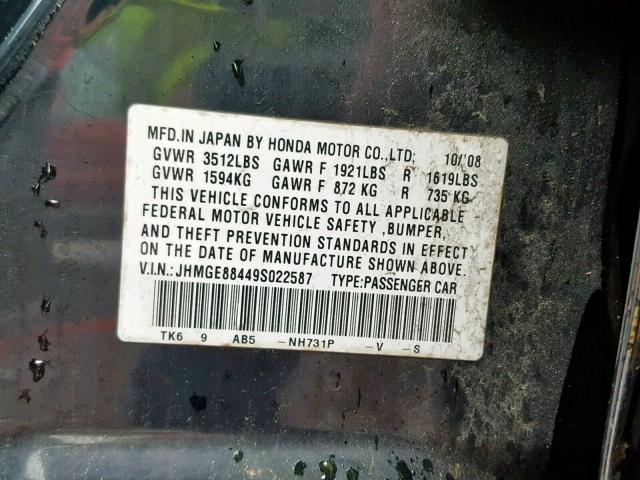 MFD.IN JAPAN BY HONDA MOTOR CO.,LTD; 10/'08
GVWR 3512LBS GAWR F 1921LBS R 1619LBS
GVWR 1594KG GAWR F 872 KG R 735 KG
THIS VEHICLE CONFORMS TO ALL APPLICABLE
FEDERAL MOTOR VEHICLE SAFETY ,BUMPER,
AND THEFT PREVENTION STANDARDS IN EFFECT
ON THE DATE OF MANUFACTURE SHOWN ABOVE.
V.I.N.:JHMGE88449S022587 TYPE:PASSENGER CAR
TK6 9 AB5 -NH731P -V -S